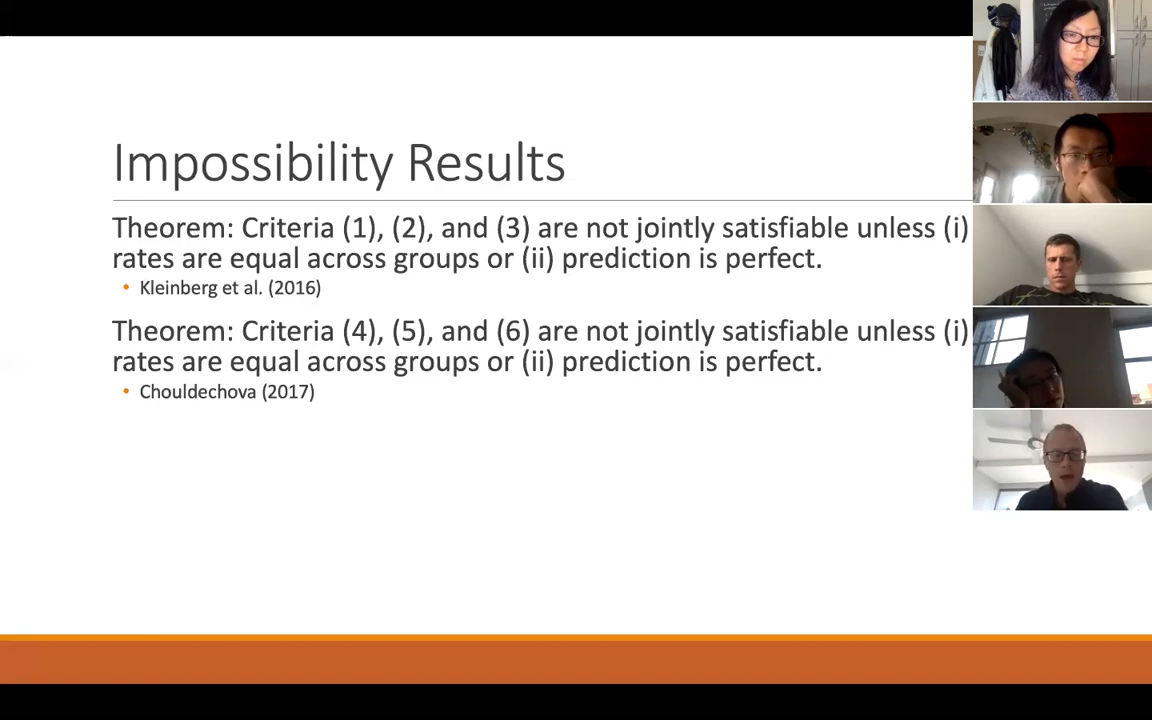 Impossibility Results
Theorem: Criteria (1), (2), and (3) are not jointly satisfiable unless (i)
rates are equal across groups or (ii) prediction is perfect.
• Kleinberg et al. (2016)
Theorem: Criteria (4), (5), and (6) are not jointly satisfiable unless (i)
rates are equal across groups or (ii) prediction is perfect.
• Chouldechova (2017)